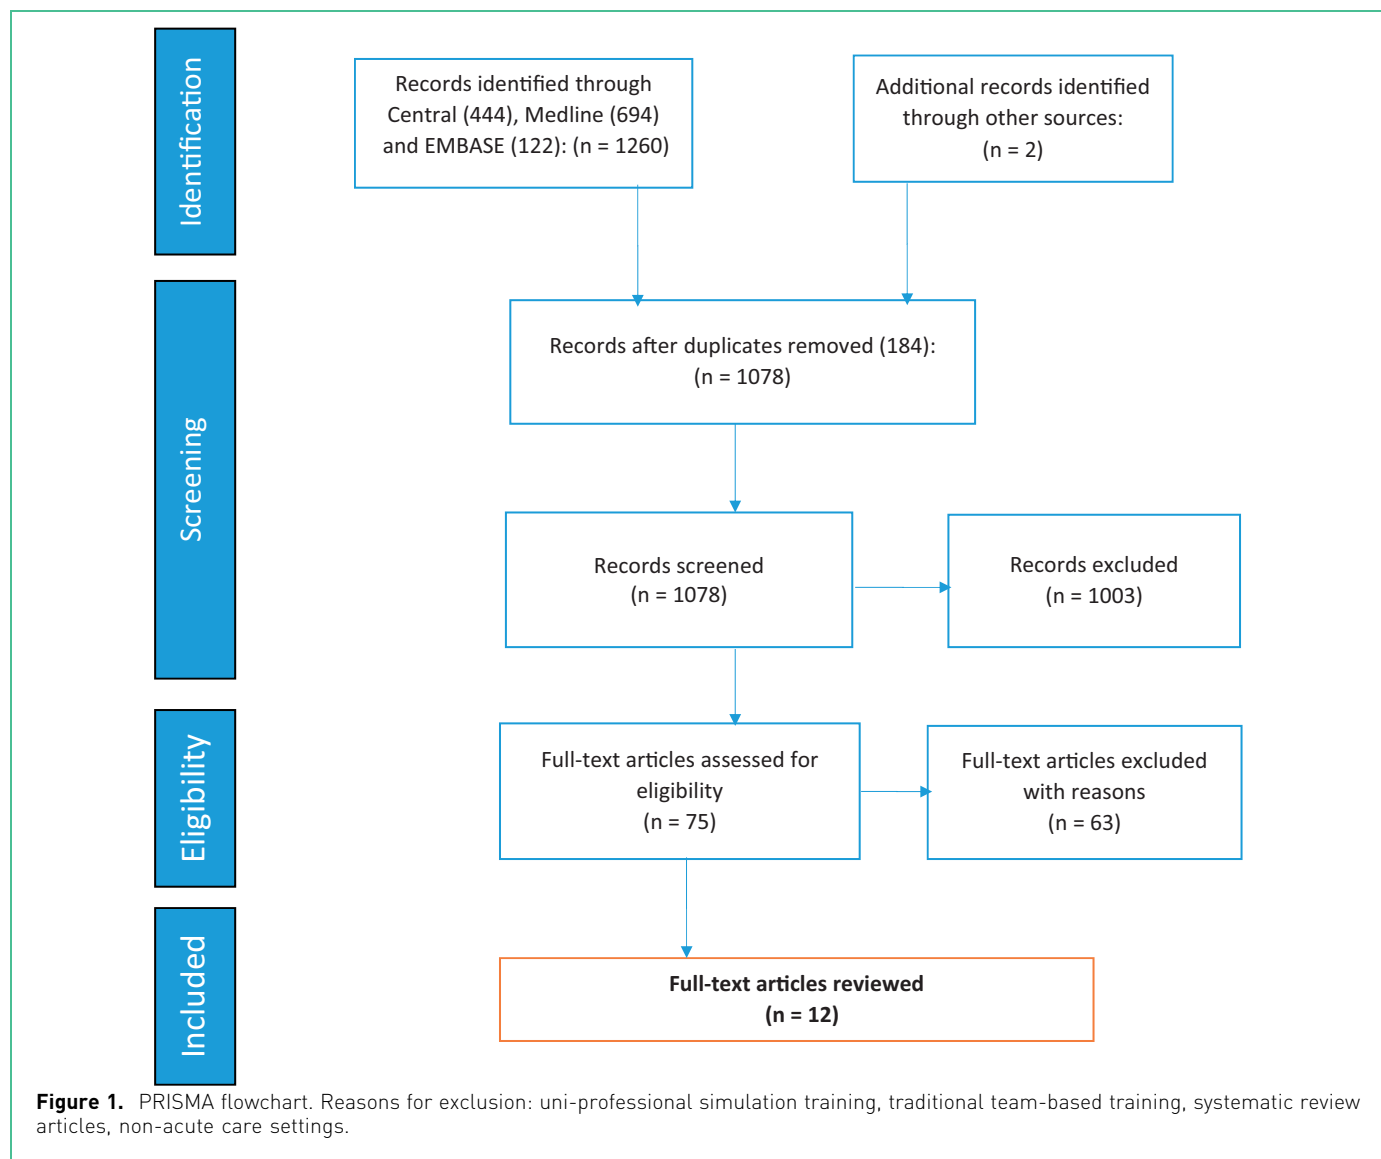 Identification
Records identified through
Central (444), Medline (694)
and EMBASE (122): (n = 1260)
Additional records identified
through other sources:
(n = 2)
Screening
Records after duplicates removed (184):
(n = 1078)
Records screened
(n = 1078)
Records excluded
(n = 1003)
Eligibility
Full-text articles assessed for
eligibility
(n = 75)
Full-text articles excluded
with reasons
(n = 63)
Included
Full-text articles reviewed
(n = 12)
Figure 1. PRISMA flowchart. Reasons for exclusion: uni-professional simulation training, traditional team-based training, systematic review
articles, non-acute care settings.